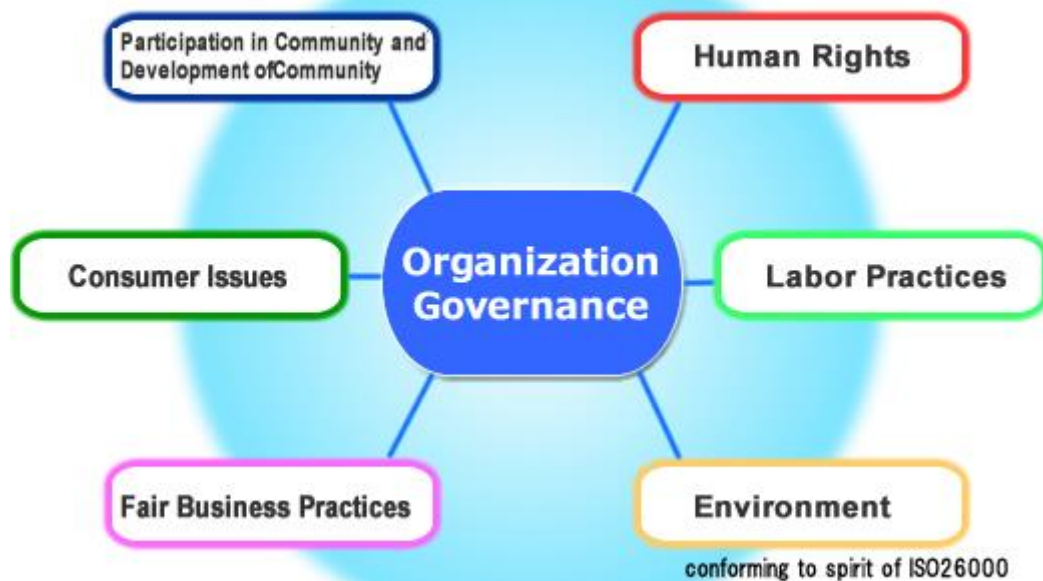 Participation in Community and
Development ofCommunity
Human Rights
Consumer Issues
Organization
Governance
Labor Practices
Fair Business Practices
Environment
conforming to spirit of ISO26000